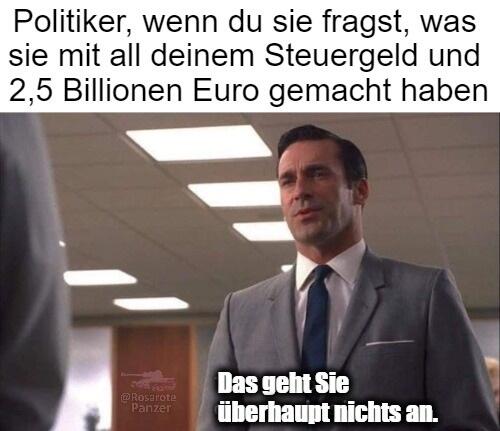 Politiker, wenn du sie fragst, was
sie mit all deinem Steuergeld und
2,5 Billionen Euro gemacht haben
@Rosarote
Panzer
Das geht Sie
überhaupt nichts an.